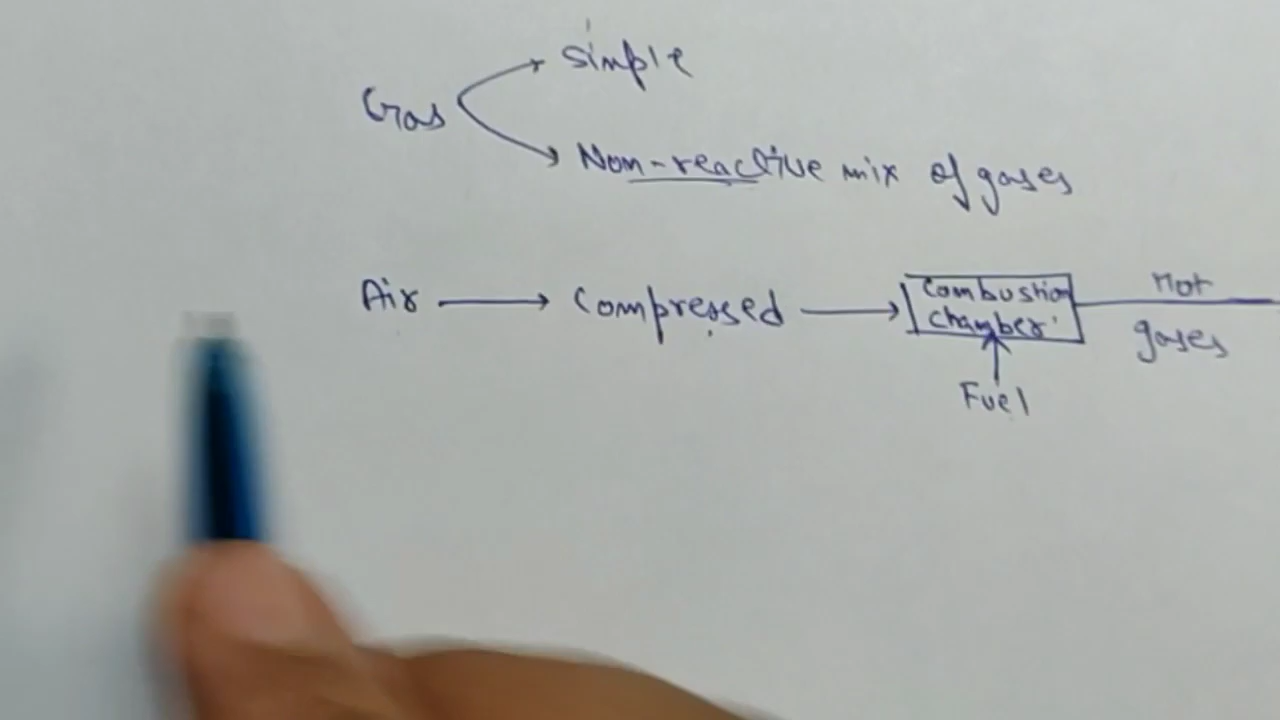 Gas
simple
Non-reactive mix of gases
Air
Compressed
Combustion
chamber
Hot
gases
Fuel